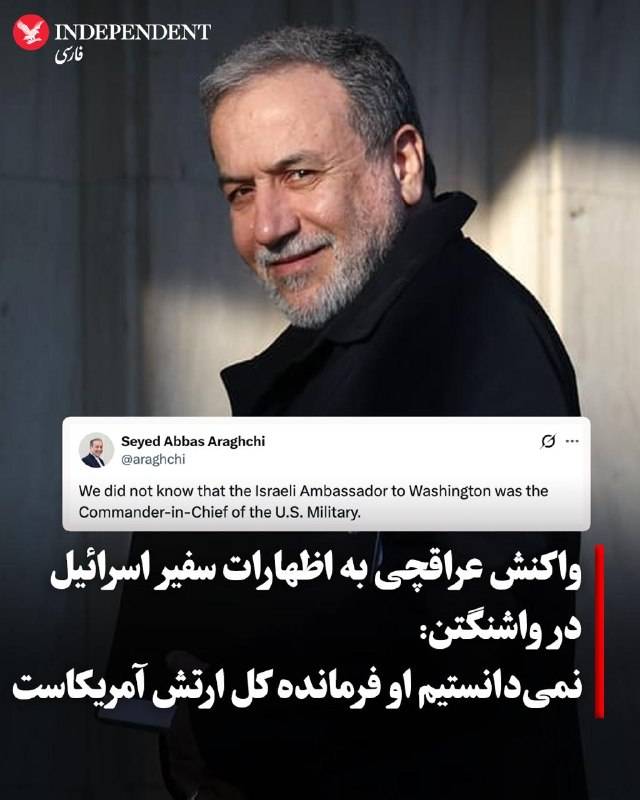 INDEPENDENT
فارسی
Seyed Abbas Araghchi
@araghchi
We did not know that the Israeli Ambassador to Washington was the
Commander-in-Chief of the U.S. Military.
واکنش عراقچی به اظهارات سفیر اسرائیل
در واشنگتن:
نمی‌دانستیم او فرمانده کل ارتش آمریکاست